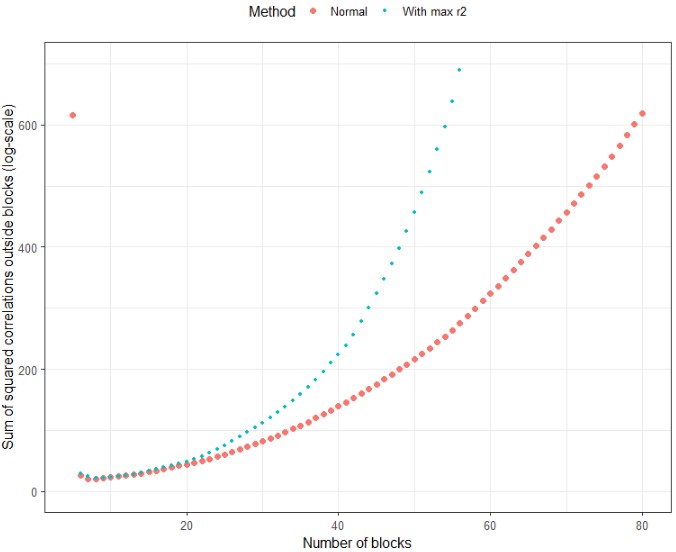 Method Normal With max r2
Sum of squared correlations outside blocks (log-scale)
600
400
200
0
20 40 60 80
Number of blocks